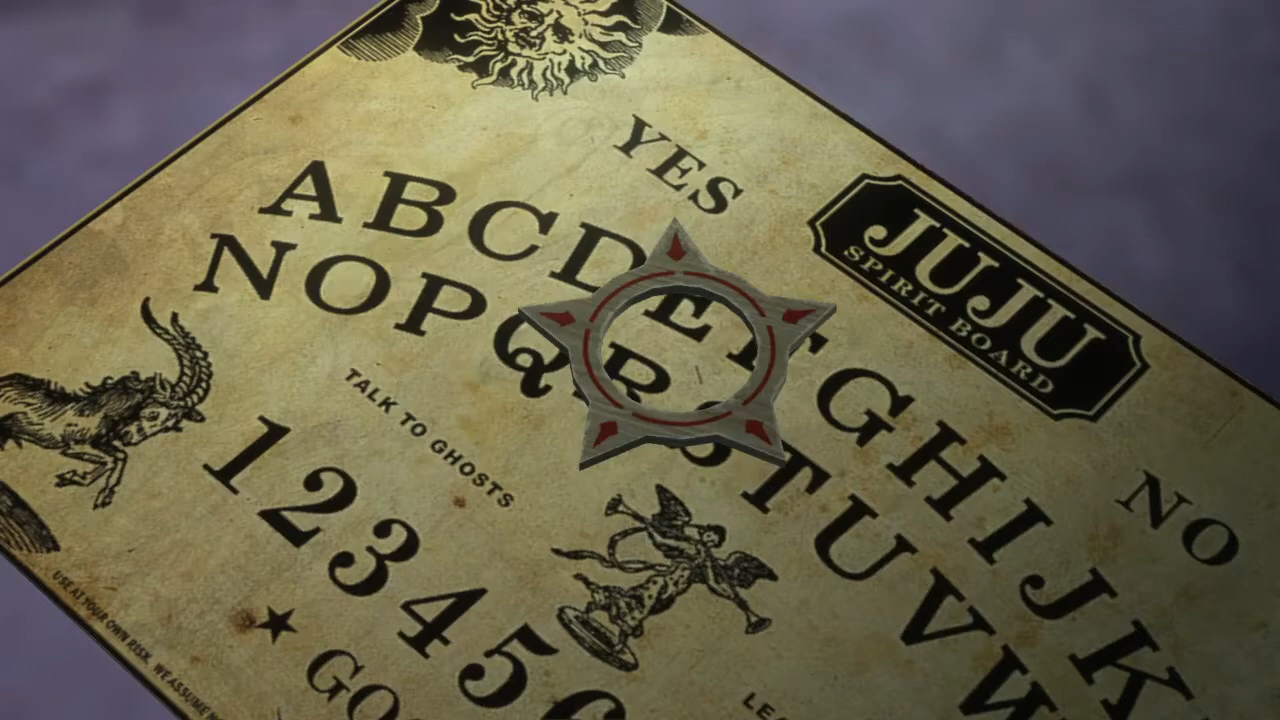 YES
JUJU
SPIRIT BOARD
NO
ABCDEFGHIJK
NOPQRSTUVW
TALK TO GHOSTS
123456
USE AT YOUR OWN RISK. WE ASSUME